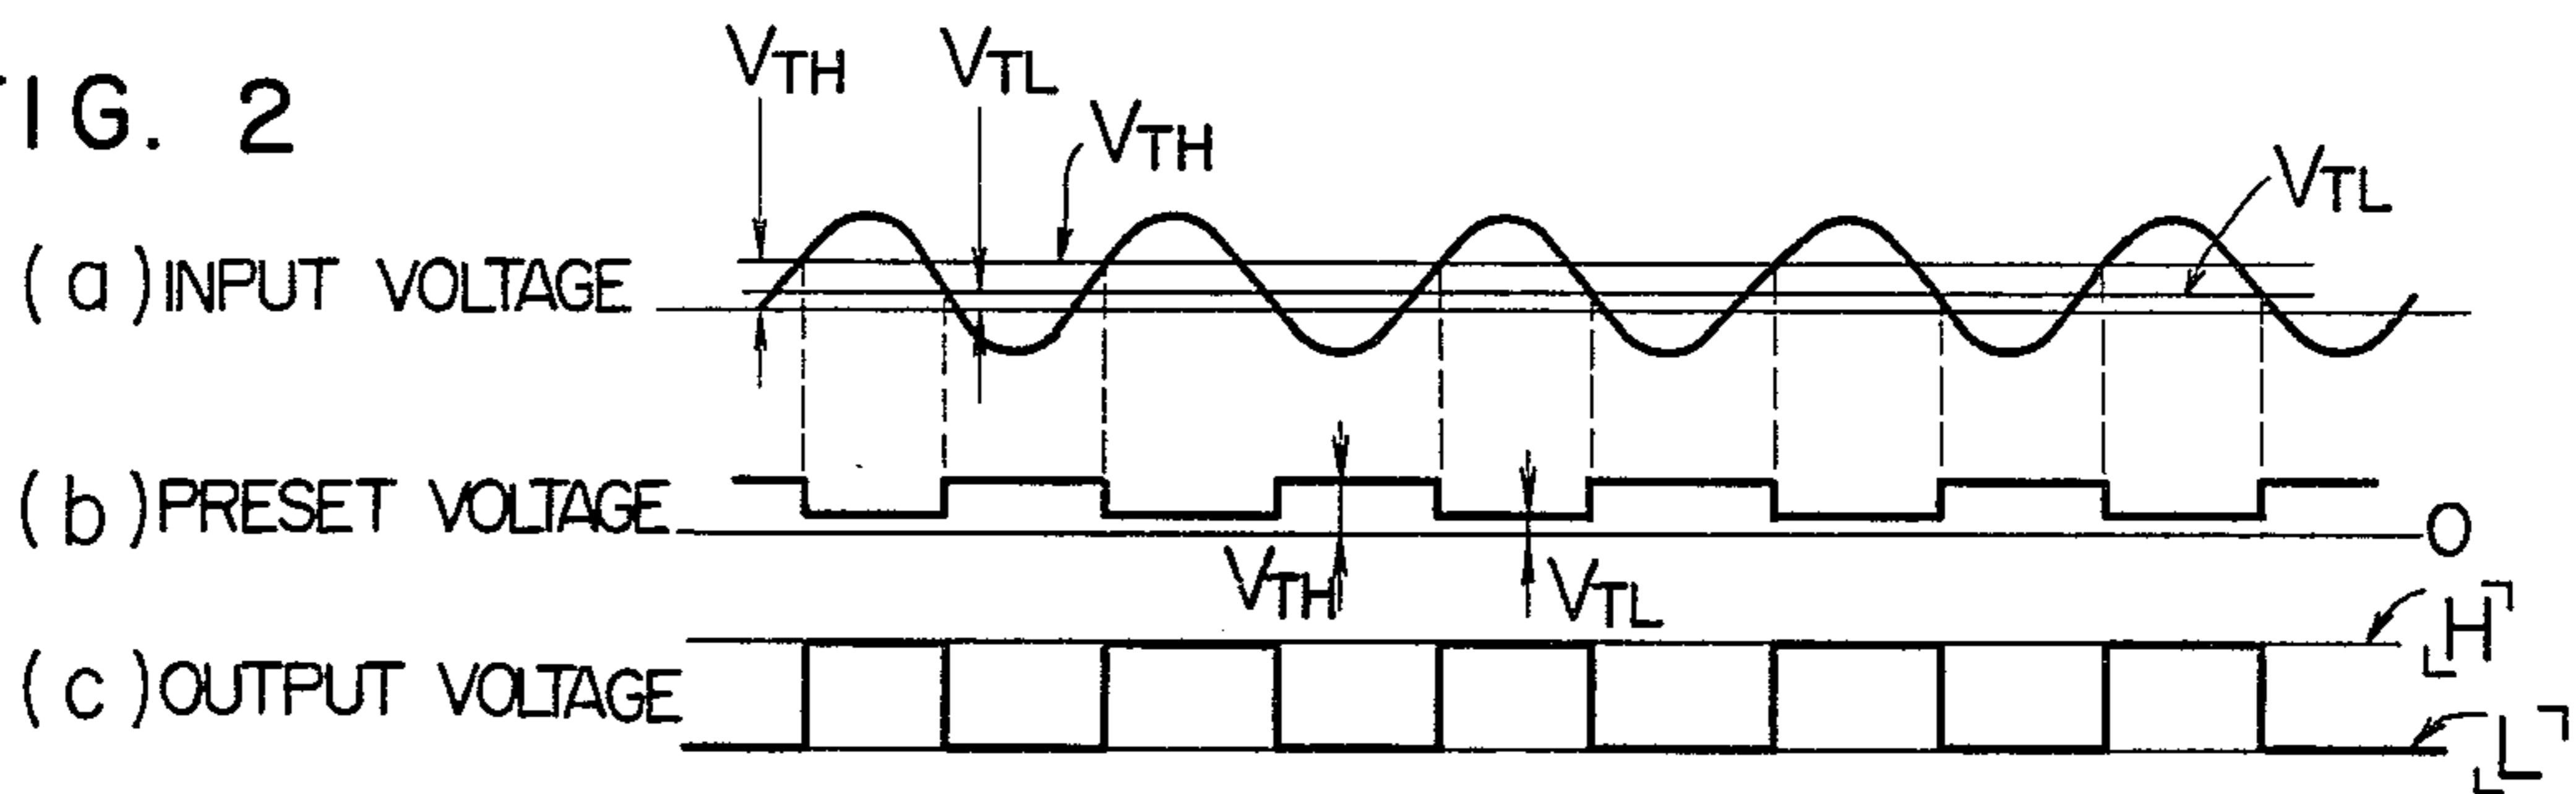 FIG. 2
VTH VTL
VTH
VTL
(a) INPUT VOLTAGE
(b) PRESET VOLTAGE
O
VTH VTL
「H」
(c) OUTPUT VOLTAGE
「L」